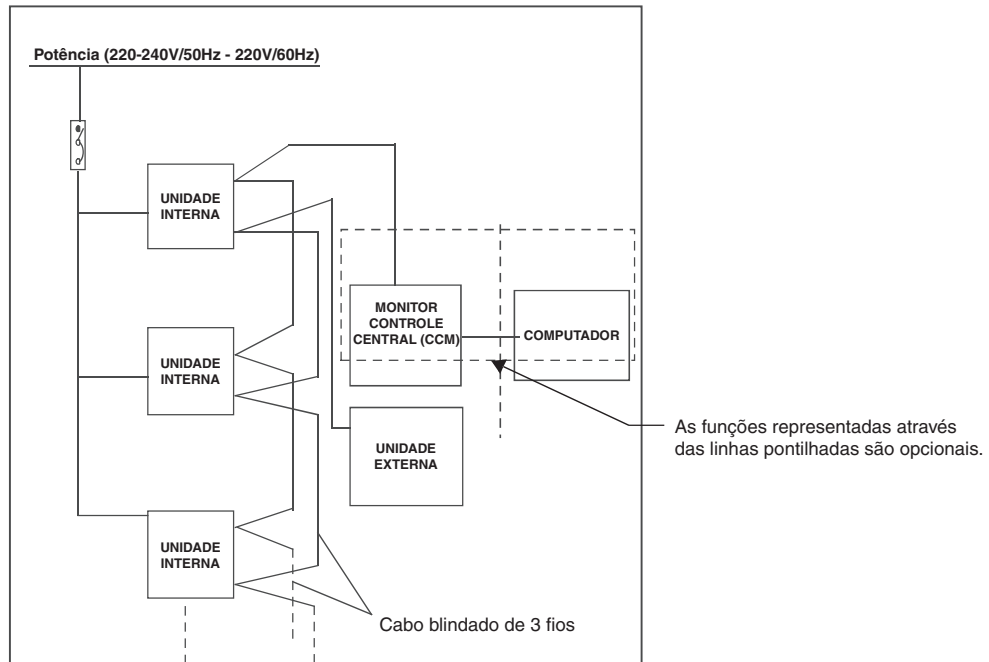 Potência (220-240V/50Hz - 220V/60Hz)
UNIDADE
INTERNA
MONITOR
CONTROLE
CENTRAL (CCM)
COMPUTADOR
UNIDADE
INTERNA
As funções representadas através
das linhas pontilhadas são opcionais.
UNIDADE
EXTERNA
UNIDADE
INTERNA
Cabo blindado de 3 fios